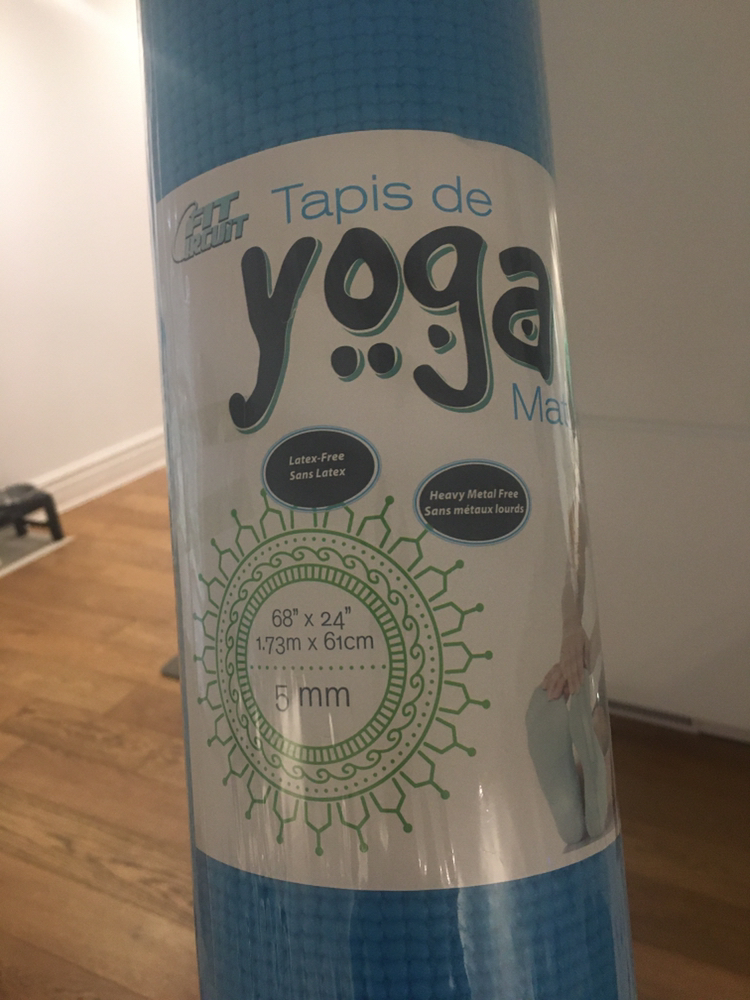 FIT
CIRCUIT
Tapis de
yoga
Mat
Latex-Free
Sans Latex
Heavy Metal Free
Sans métaux lourds
68" x 24"
1.73m x 61cm
5 mm